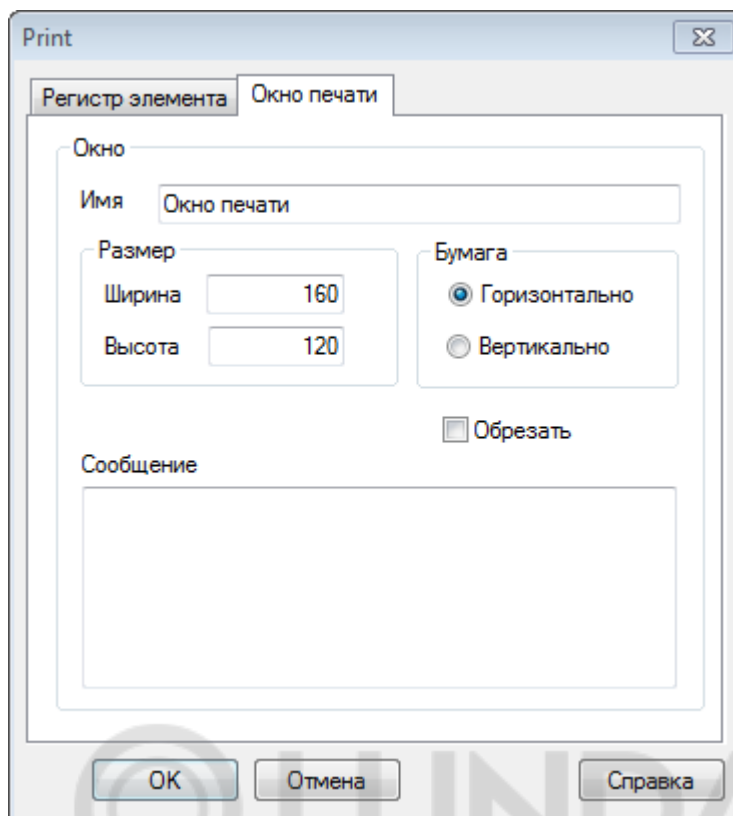 Print
Регистр элемента Окно печати
Окно
Имя Окно печати
Размер Бумага
Ширина 160 Горизонтально
Высота 120 Вертикально
Обрезать
Сообщение
OK Отмена Справка